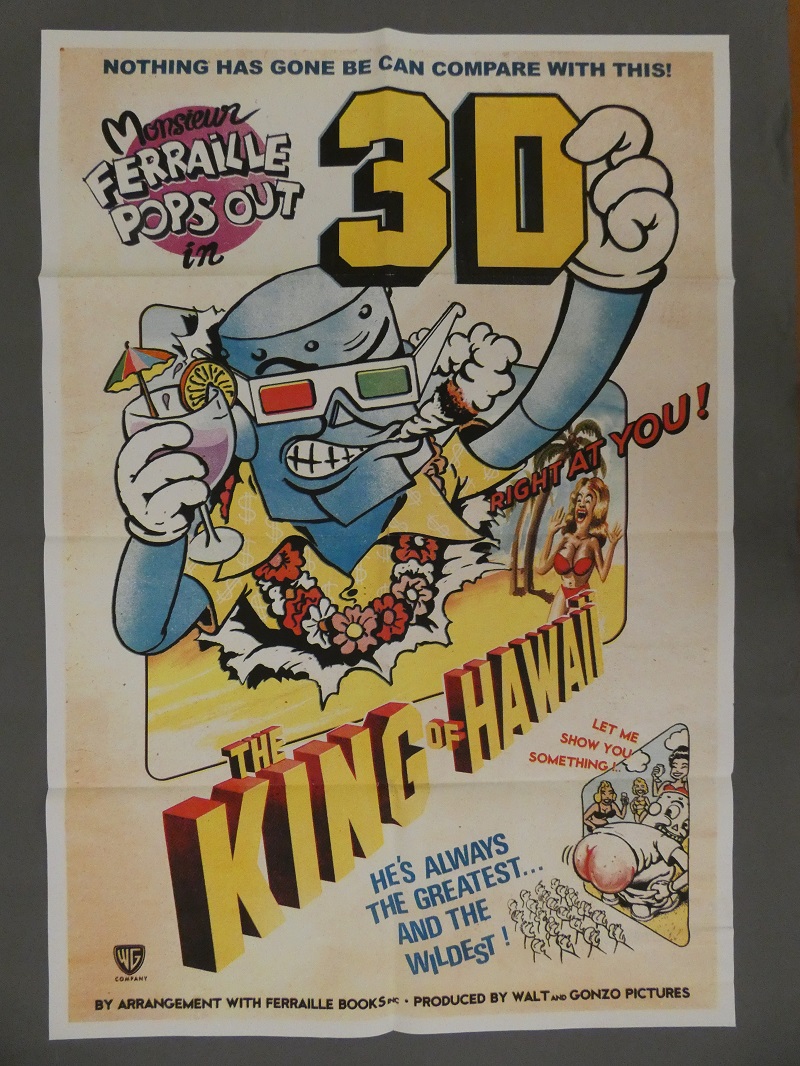 NOTHING HAS GONE BE CAN COMPARE WITH THIS!
Monsieur
FERRAILLE
POPS OUT
in
3D
RIGHT AT YOU!
THE
KING OF HAWAII
LET ME
SHOW YOU
SOMETHING!..
HE'S ALWAYS
THE GREATEST...
AND THE
WILDEST!
WG
COMPANY
BY ARRANGEMENT WITH FERRAILLE BOOKS INC • PRODUCED BY WALT AND GONZO PICTURES